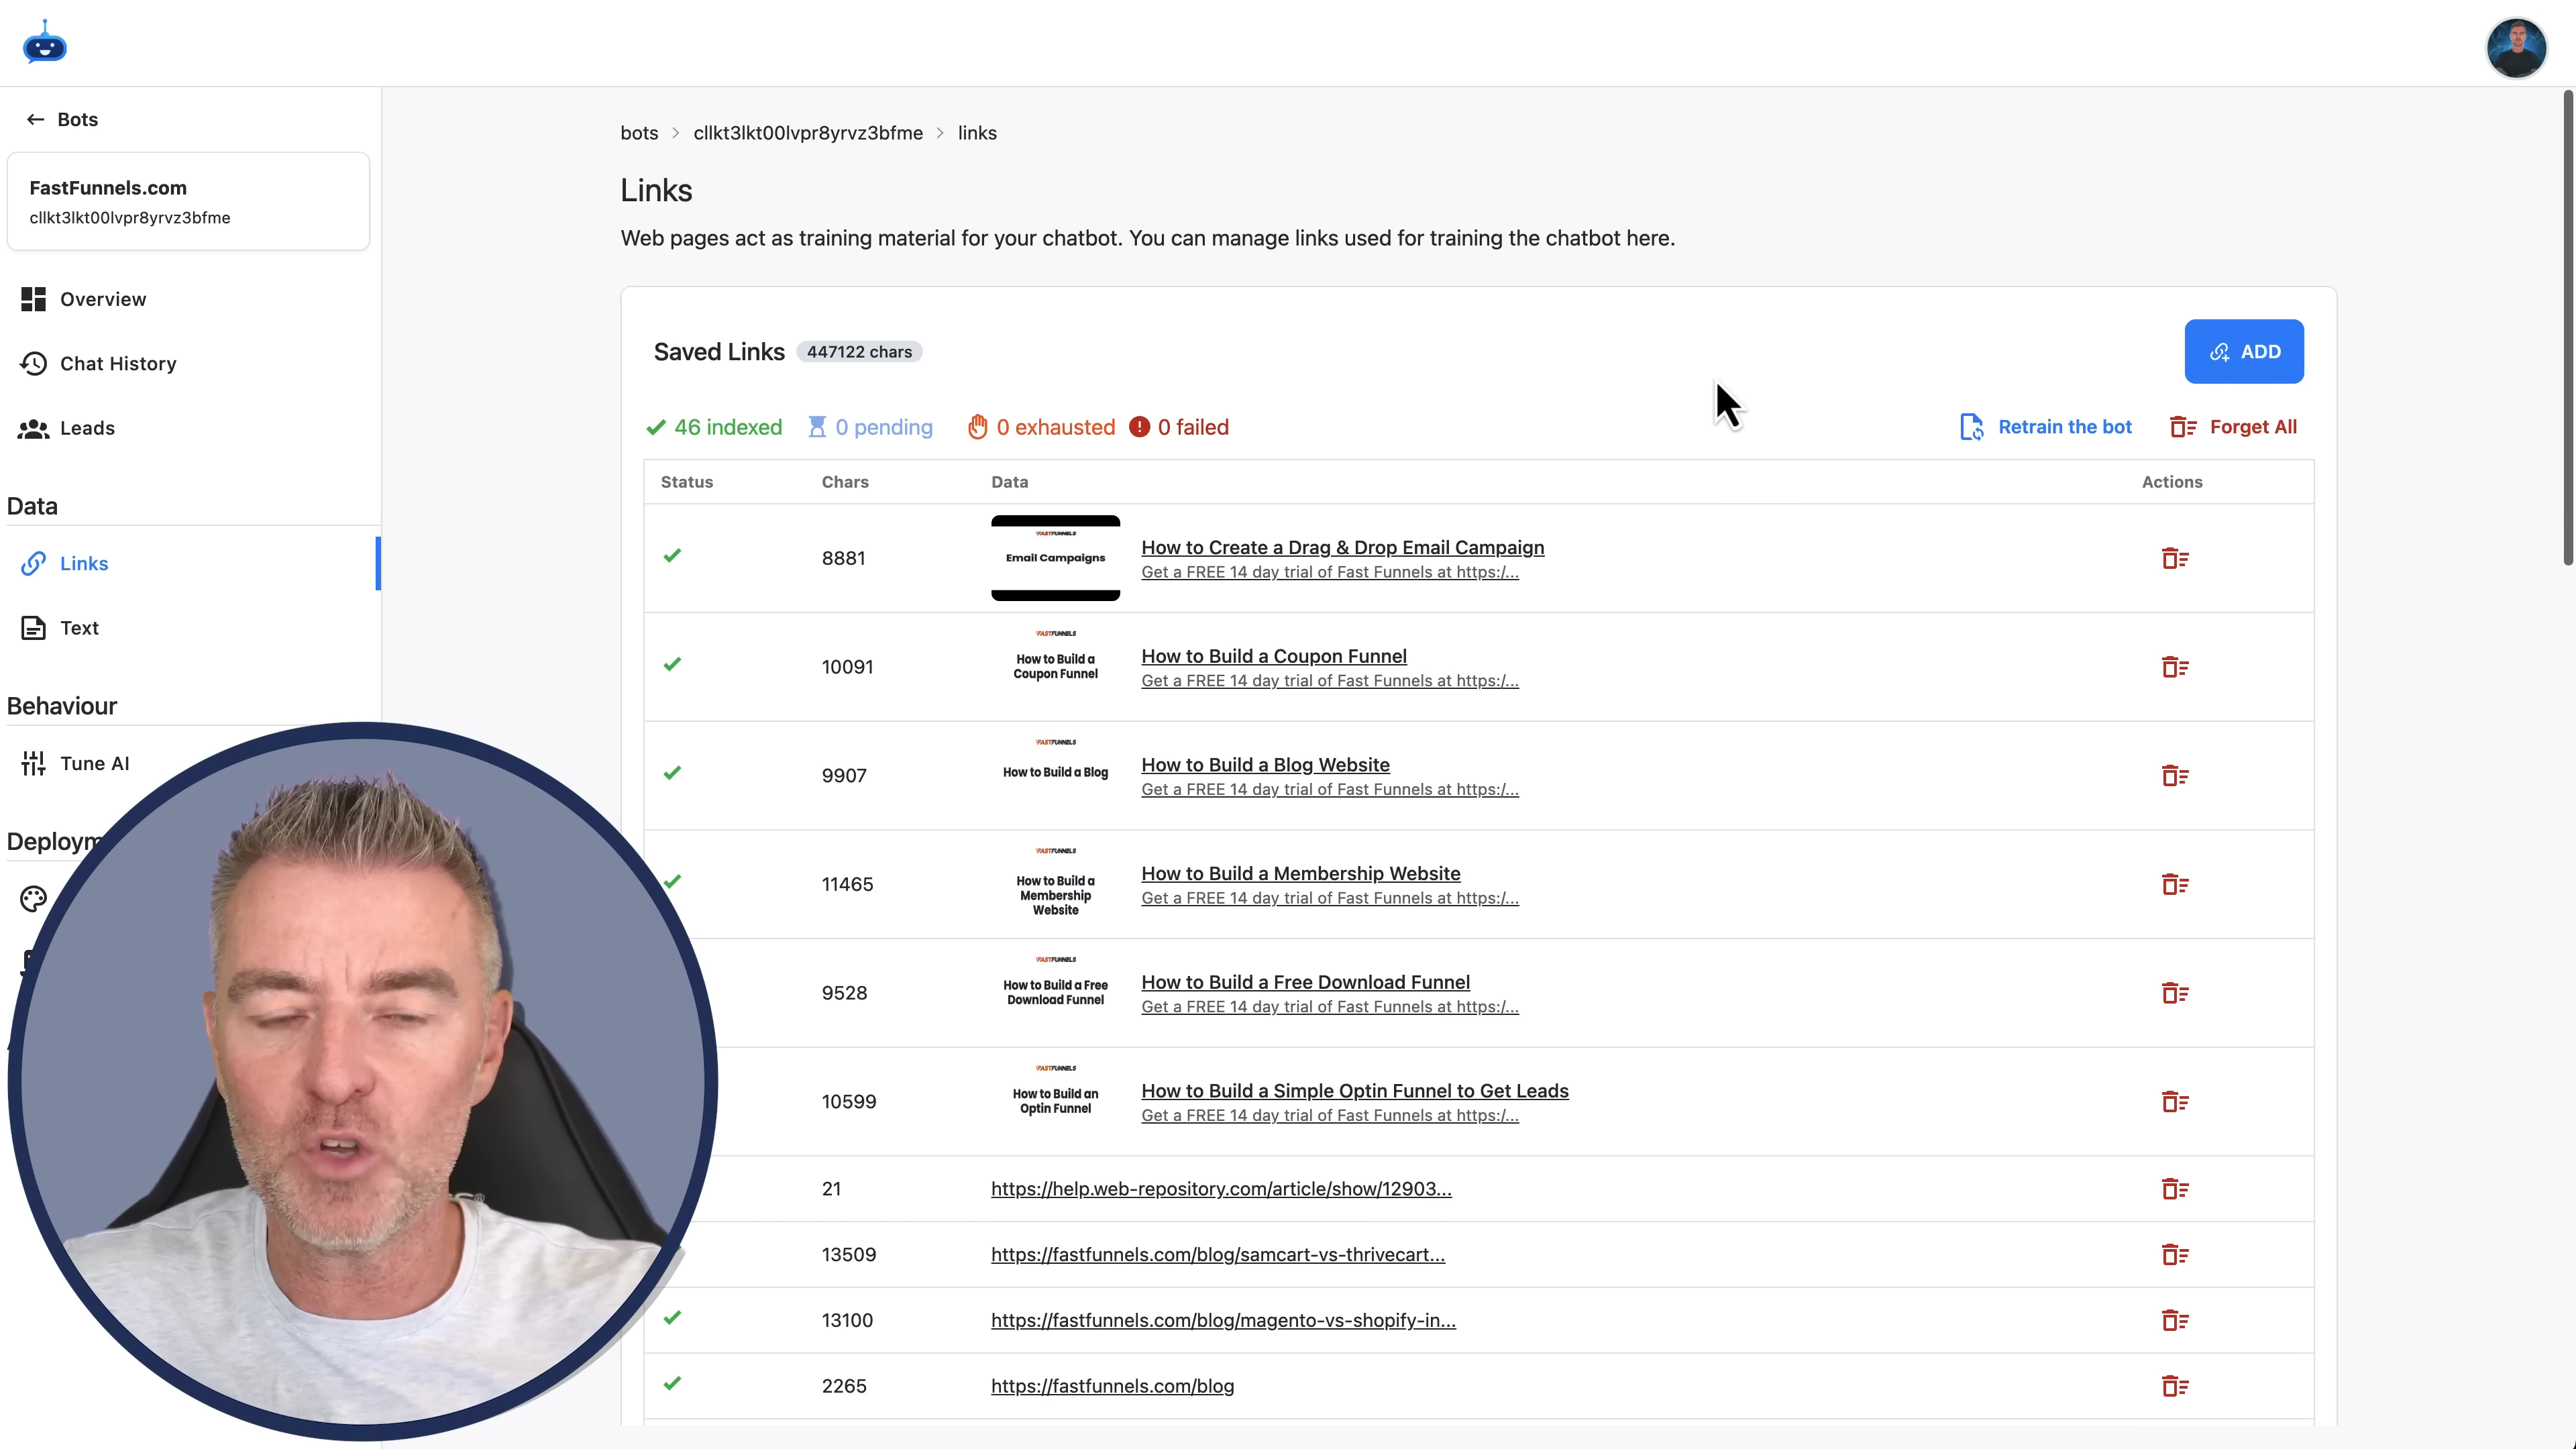 Bots
FastFunnels.com
cllkt3lkt00lvpr8yrvz3bfme
Overview
Chat History
Leads
Data
Links
Text
Behaviour
Tune AI
Deploym
bots > cllkt3lkt00lvpr8yrvz3bfme > links
Links
Web pages act as training material for your chatbot. You can manage links used for training the chatbot here.
Saved Links 447122 chars
ADD
46 indexed 0 pending 0 exhausted 0 failed
Retrain the bot Forget All
Status Chars Data Actions
8881
FASTFUNNELS
Email Campaigns
How to Create a Drag & Drop Email Campaign
Get a FREE 14 day trial of Fast Funnels at https:/...
10091
FASTFUNNELS
How to Build a
Coupon Funnel
How to Build a Coupon Funnel
Get a FREE 14 day trial of Fast Funnels at https:/...
9907
FASTFUNNELS
How to Build a Blog
How to Build a Blog Website
Get a FREE 14 day trial of Fast Funnels at https:/...
11465
FASTFUNNELS
How to Build a
Membership
Website
How to Build a Membership Website
Get a FREE 14 day trial of Fast Funnels at https:/...
9528
FASTFUNNELS
How to Build a Free
Download Funnel
How to Build a Free Download Funnel
Get a FREE 14 day trial of Fast Funnels at https:/...
10599
FASTFUNNELS
How to Build an
Optin Funnel
How to Build a Simple Optin Funnel to Get Leads
Get a FREE 14 day trial of Fast Funnels at https:/...
21 https://help.web-repository.com/article/show/12903...
13509 https://fastfunnels.com/blog/samcart-vs-thrivecart...
13100 https://fastfunnels.com/blog/magento-vs-shopify-in...
2265 https://fastfunnels.com/blog